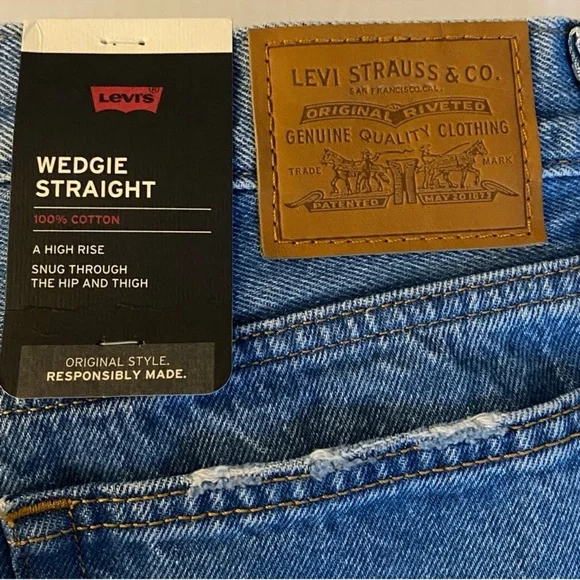 LEVI'S
WEDGIE
STRAIGHT
100% COTTON
A HIGH RISE
SNUG THROUGH
THE HIP AND THIGH
ORIGINAL STYLE.
RESPONSIBLY MADE.
LEVI STRAUSS & CO.
SAN FRANCISCO, CAL.
ORIGINAL RIVETED
GENUINE QUALITY CLOTHING
TRADE MARK
PATENTED MAY 20 1873